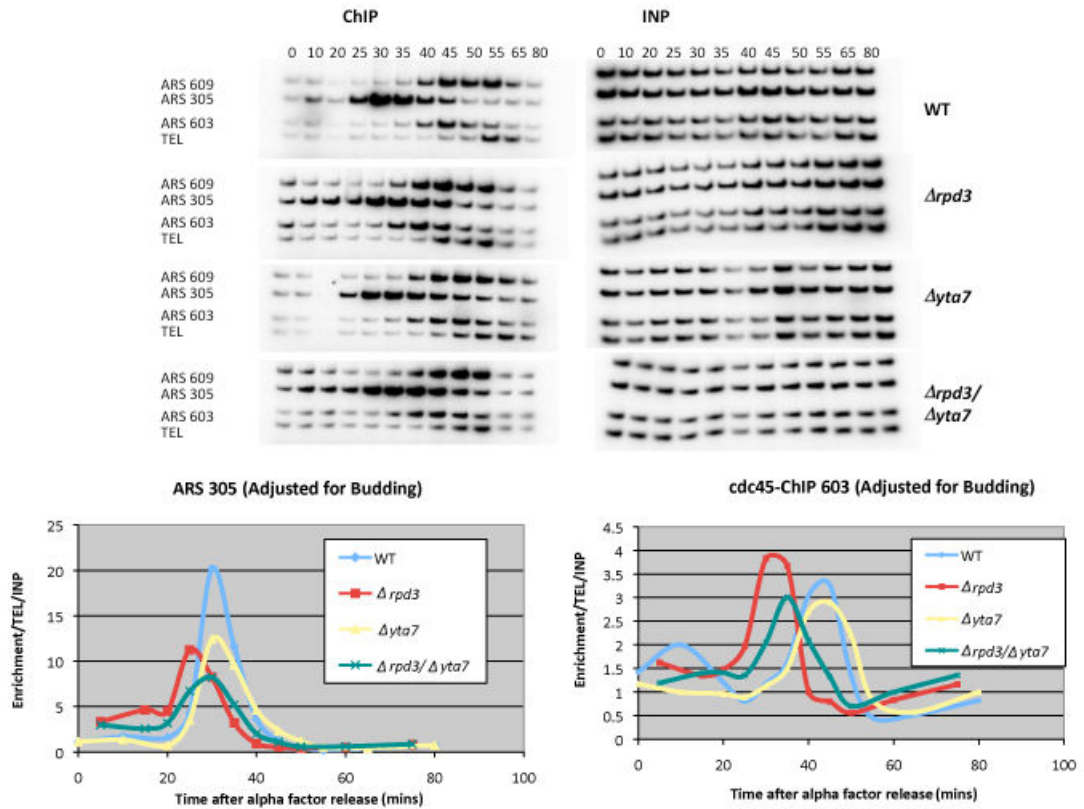 ChIP INP
0 10 20 25 30 35 40 45 50 55 65 80 0 10 20 25 30 35 40 45 50 55 65 80
ARS 609
ARS 305
ARS 603
TEL
WT
ARS 609
ARS 305
ARS 603
TEL
Δrpd3
ARS 609
ARS 305
ARS 603
TEL
Δyta7
ARS 609
ARS 305
ARS 603
TEL
Δrpd3/
Δyta7
ARS 305 (Adjusted for Budding)
Enrichment/TEL/INP
25
20
15
10
5
0
WT
Δ rpd3
Δyta7
Δ rpd3/ Δ yta7
0 20 40 60 80 100
Time after alpha factor release (mins)
cdc45-ChIP 603 (Adjusted for Budding)
Enrichment/TEL/INP
4.5
4
3.5
3
2.5
2
1.5
1
0.5
0
WT
Δ rpd3
Δyta7
Δrpd3/Δ yta7
0 20 40 60 80 100
Time after alpha factor release (mins)